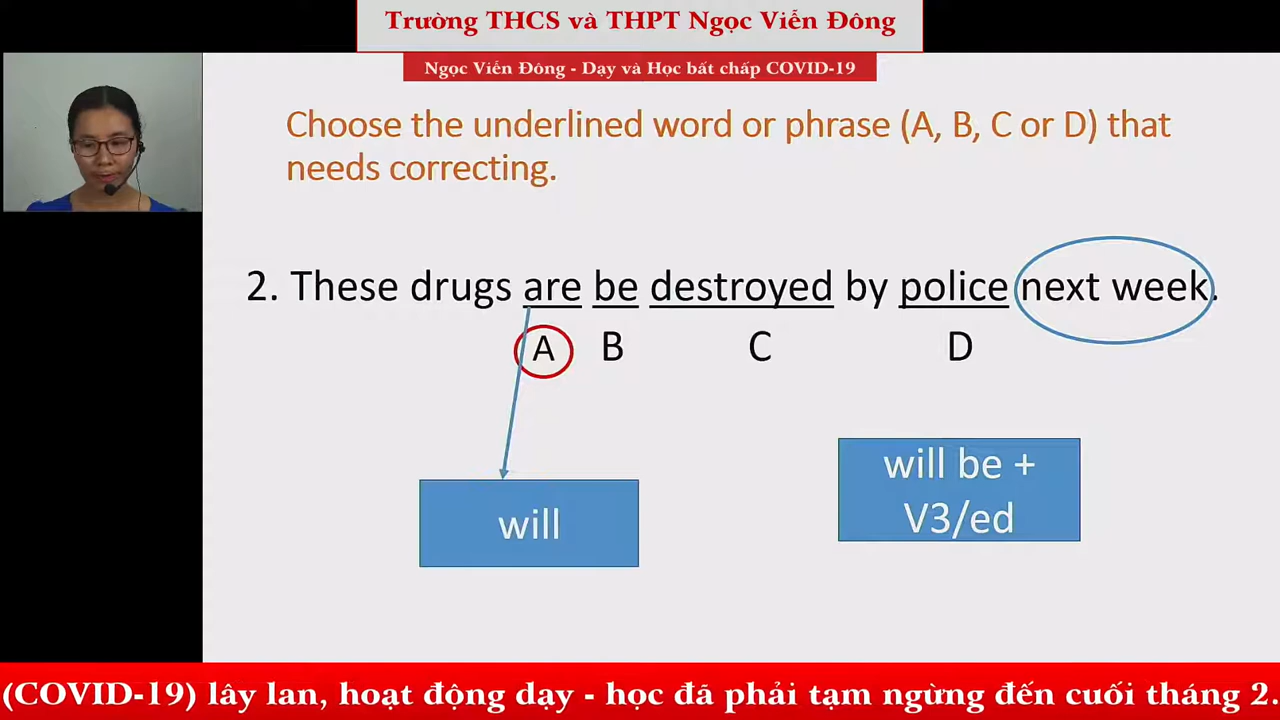 Trường THCS và THPT Ngọc Viễn Đông
Ngọc Viễn Đông - Dạy và Học bất chấp COVID-19
Choose the underlined word or phrase (A, B, C or D) that
needs correcting.
2. These drugs are be destroyed by police next week.
A B C D
will be +
V3/ed
will
(COVID-19) lây lan, hoạt động dạy - học đã phải tạm ngừng đến cuối tháng 2.